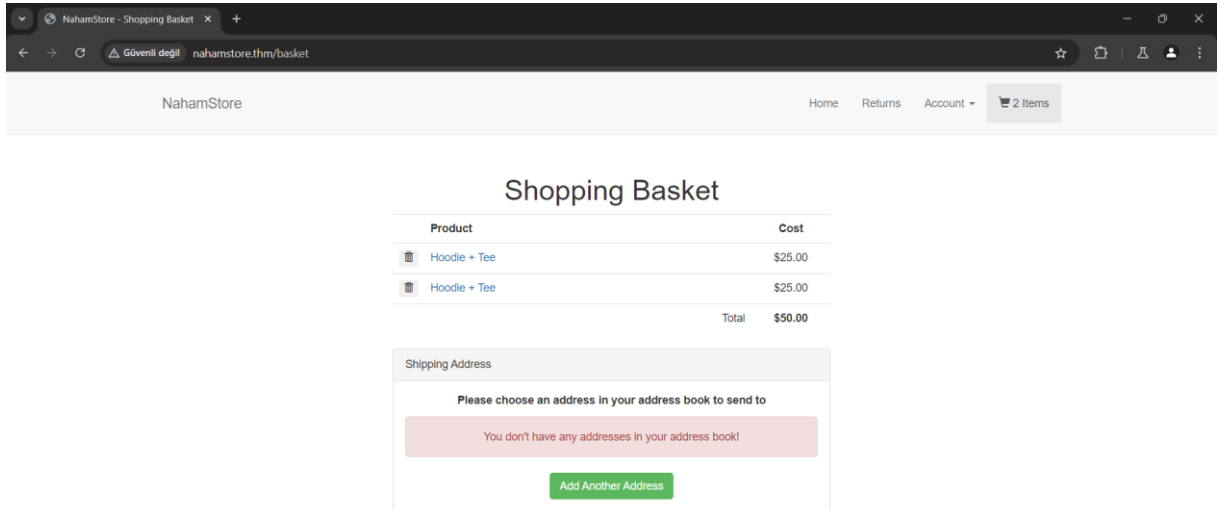 NahamStore - Shopping Basket
Güvenli değil nahamstore.thm/basket
NahamStore Home Returns Account 2 Items
Shopping Basket
Product Cost
Hoodie + Tee $25.00
Hoodie + Tee $25.00
Total $50.00
Shipping Address
Please choose an address in your address book to send to
You don't have any addresses in your address book!
Add Another Address